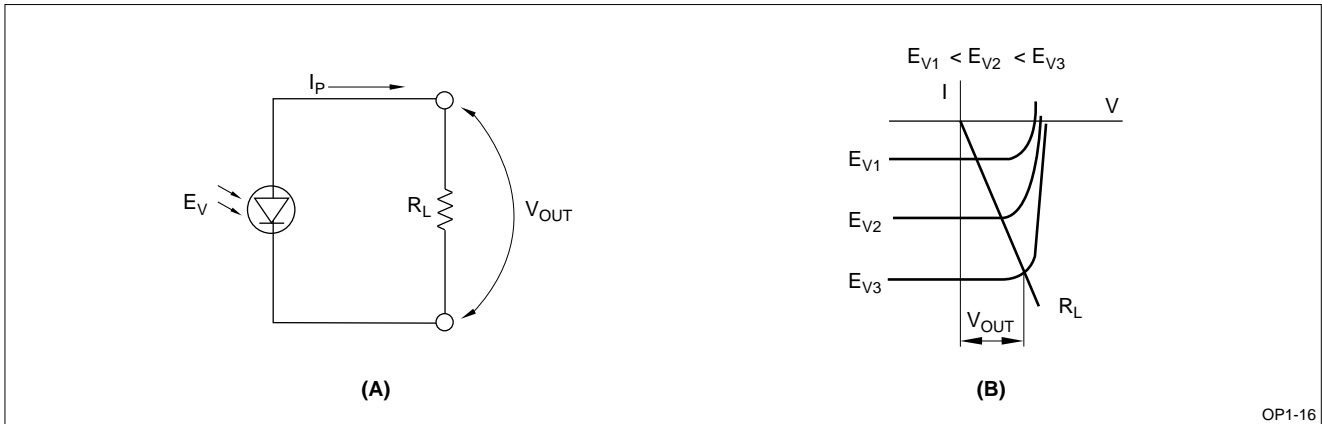 I_P
E_V
R_L
V_OUT
(A)
E_V1 < E_V2 < E_V3
I
V
E_V1
E_V2
E_V3
R_L
V_OUT
(B)
OP1-16